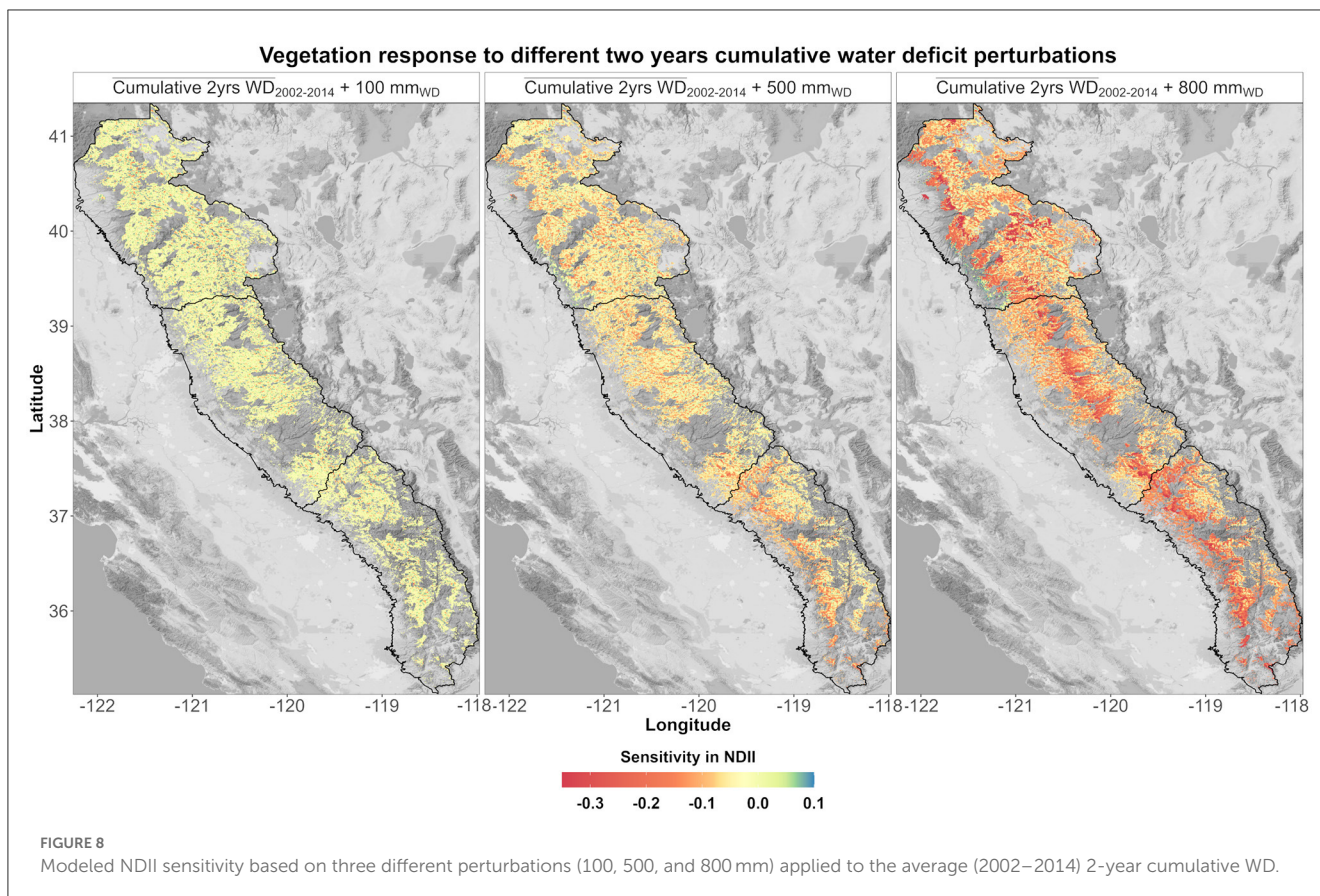 Vegetation response to different two years cumulative water deficit perturbations
Cumulative 2yrs WD2002-2014 + 100 mmWD
Cumulative 2yrs WD2002-2014 + 500 mmWD
Cumulative 2yrs WD2002-2014 + 800 mmWD
Latitude
41
40
39
38
37
36
-122 -121 -120 -119 -118
-122 -121 -120 -119 -118
-122 -121 -120 -119 -118
Longitude
Sensitivity in NDII
-0.3 -0.2 -0.1 0.0 0.1
FIGURE 8
Modeled NDII sensitivity based on three different perturbations (100, 500, and 800 mm) applied to the average (2002–2014) 2-year cumulative WD.